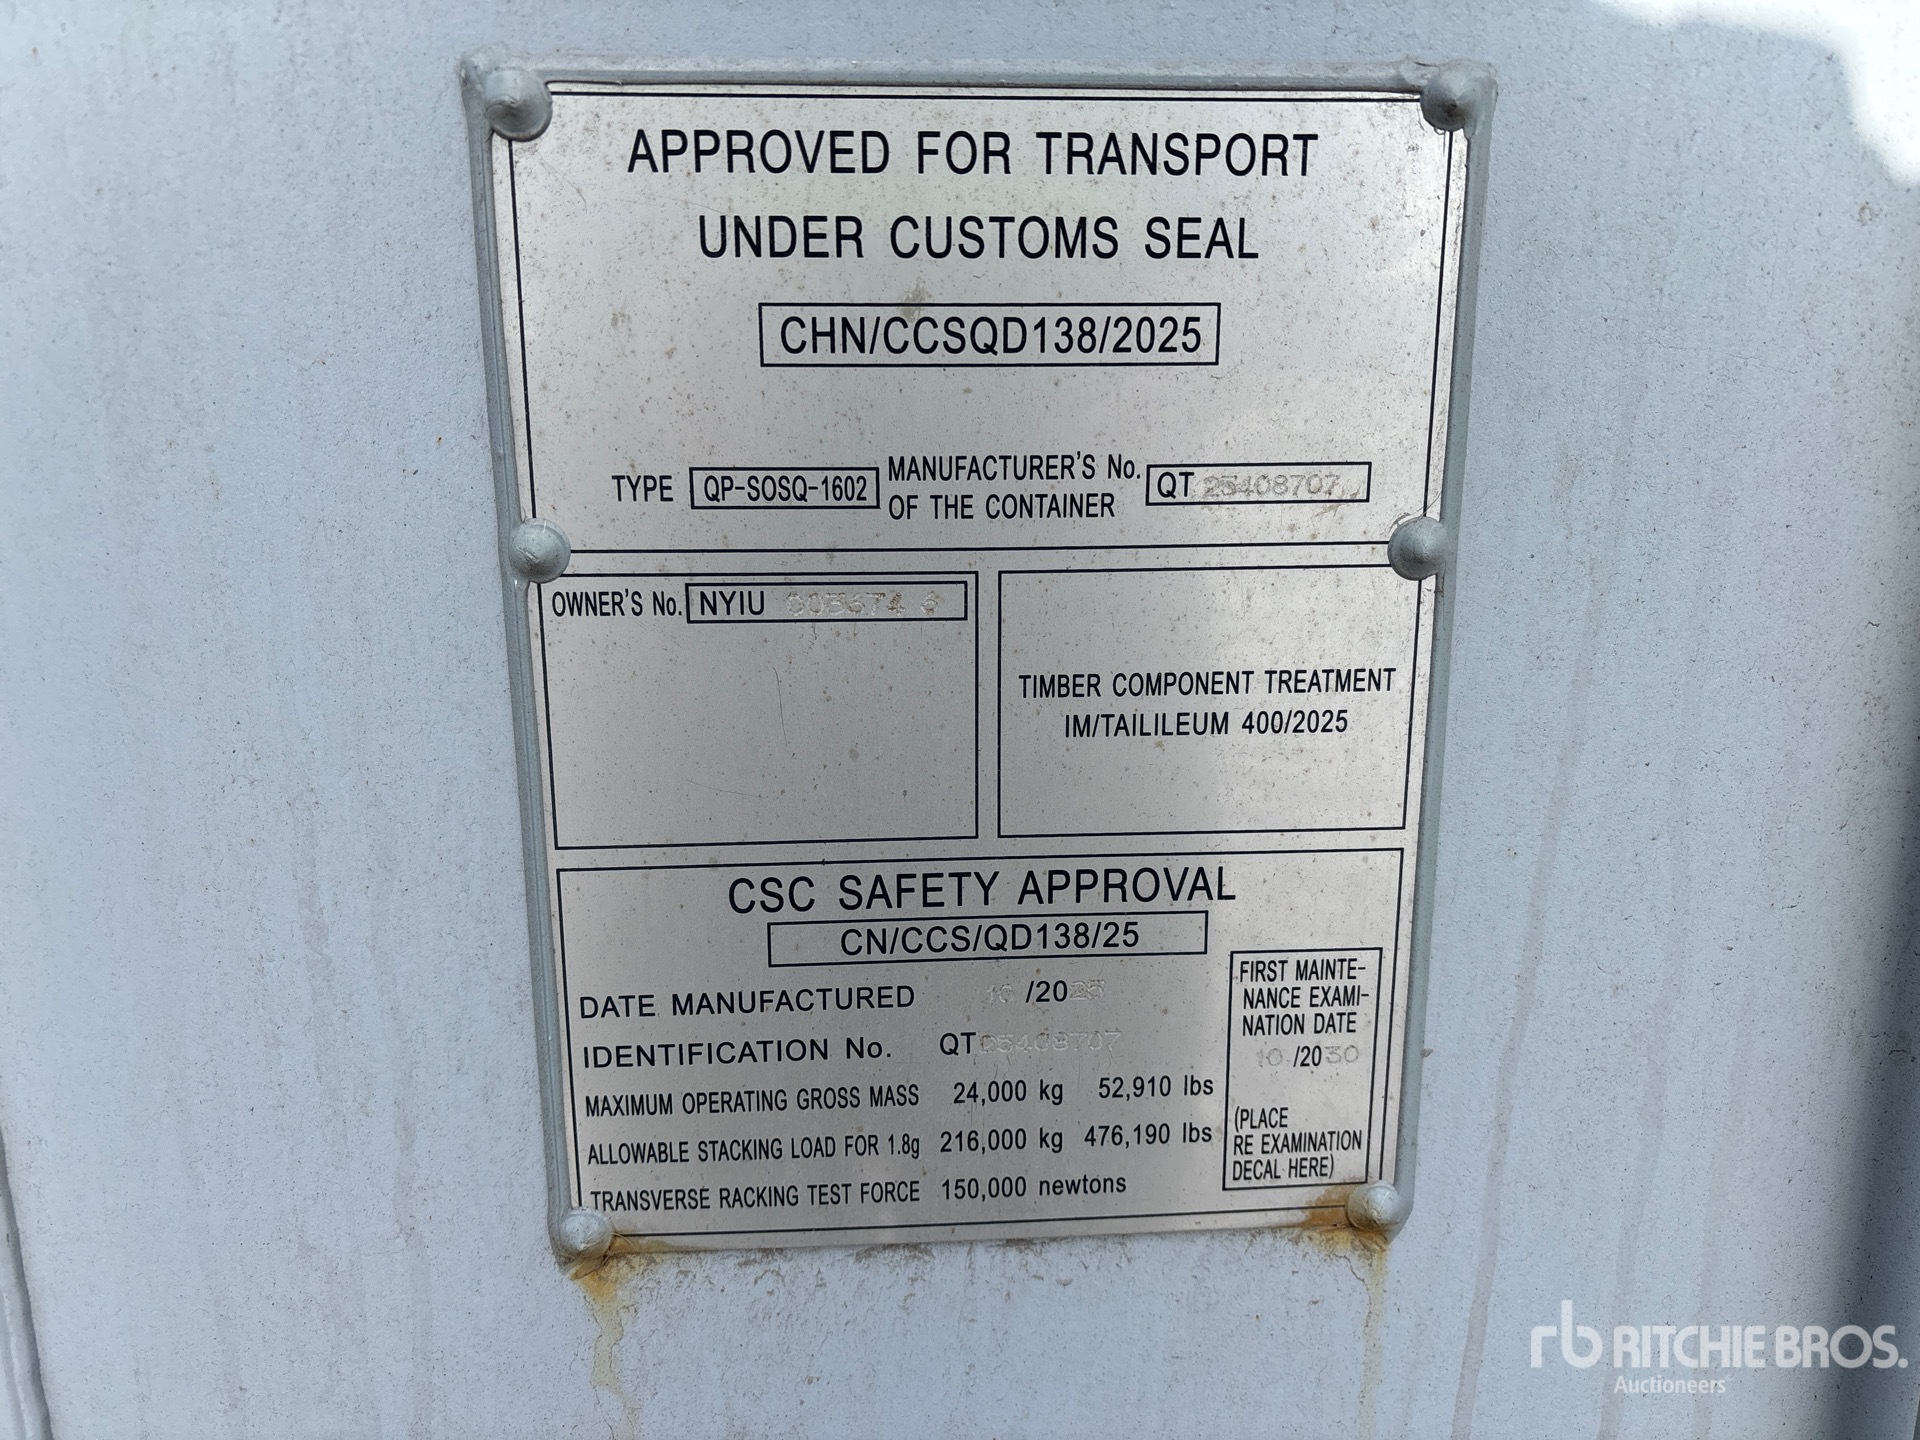 APPROVED FOR TRANSPORT
UNDER CUSTOMS SEAL
CHN/CCSQD138/2025
TYPE QP-SOSQ-1602 MANUFACTURER'S No. OF THE CONTAINER QT 25408707
OWNER'S No. NYIU
TIMBER COMPONENT TREATMENT
IM/TAILILEUM 400/2025
CSC SAFETY APPROVAL
CN/CCS/QD138/25
DATE MANUFACTURED 10 /2025
IDENTIFICATION No. QT 25408707
MAXIMUM OPERATING GROSS MASS 24,000 kg 52,910 lbs
ALLOWABLE STACKING LOAD FOR 1.8g 216,000 kg 476,190 lbs
TRANSVERSE RACKING TEST FORCE 150,000 newtons
FIRST MAINTE-
NANCE EXAMI-
NATION DATE
10 /2030
(PLACE
RE EXAMINATION
DECAL HERE)
rb RITCHIE BROS.
Auctioneers